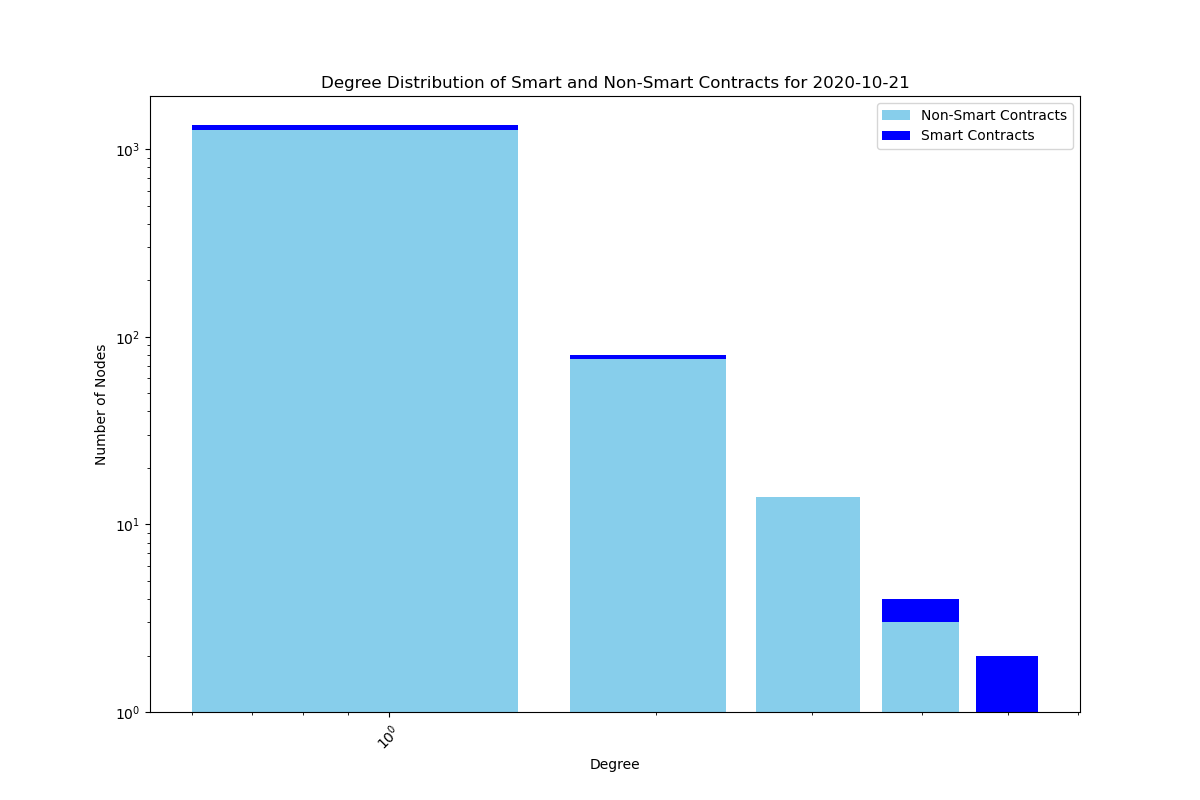 Degree Distribution of Smart and Non-Smart Contracts for 2020-10-21
Non-Smart Contracts
Smart Contracts
10³
10²
10¹
10⁰
Number of Nodes
10⁰
Degree